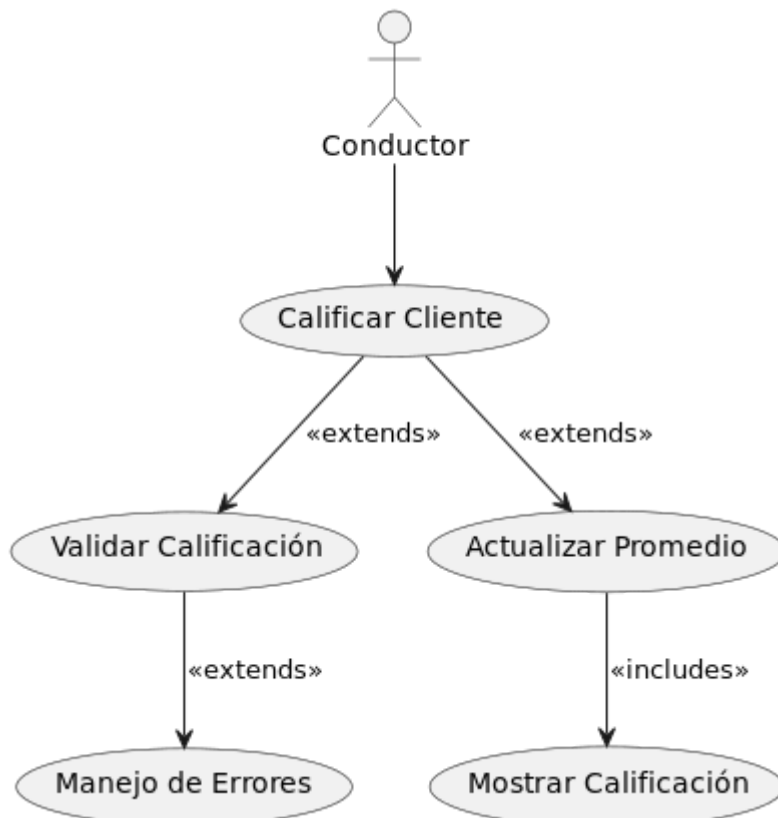 Conductor
Calificar Cliente
«extends»
«extends»
Validar Calificación
Actualizar Promedio
«extends»
«includes»
Manejo de Errores
Mostrar Calificación